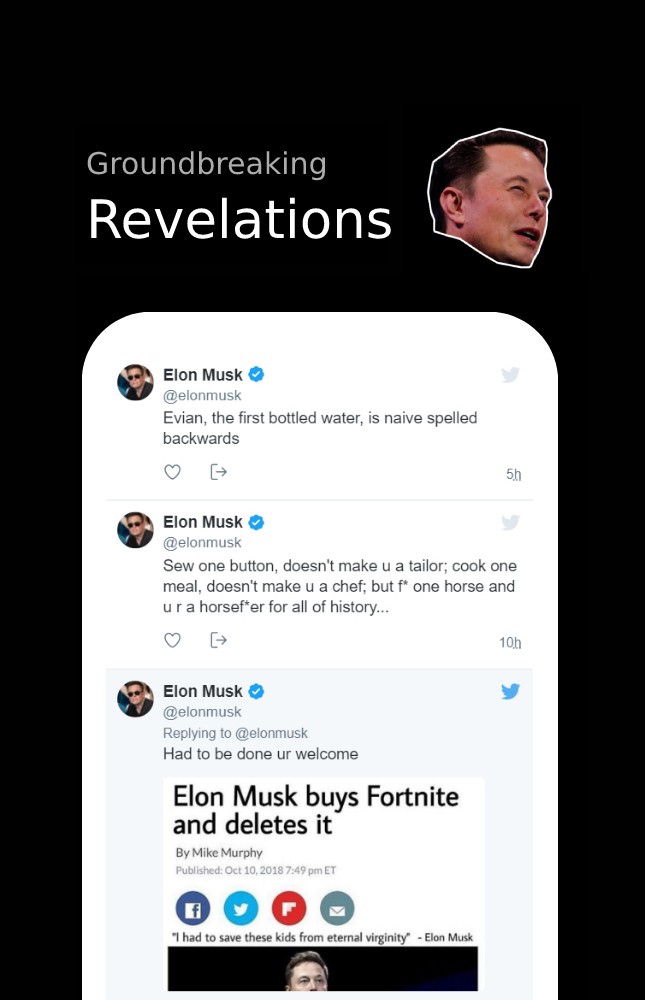 Groundbreaking
Revelations
Elon Musk
@elonmusk
Evian, the first bottled water, is naive spelled
backwards
5h
Elon Musk
@elonmusk
Sew one button, doesn't make u a tailor; cook one
meal, doesn't make u a chef; but f* one horse and
u r a horsef*er for all of history...
10h
Elon Musk
@elonmusk
Replying to @elonmusk
Had to be done ur welcome
Elon Musk buys Fortnite
and deletes it
By Mike Murphy
Published: Oct 10, 2018 7:49 pm ET
"I had to save these kids from eternal virginity" - Elon Musk